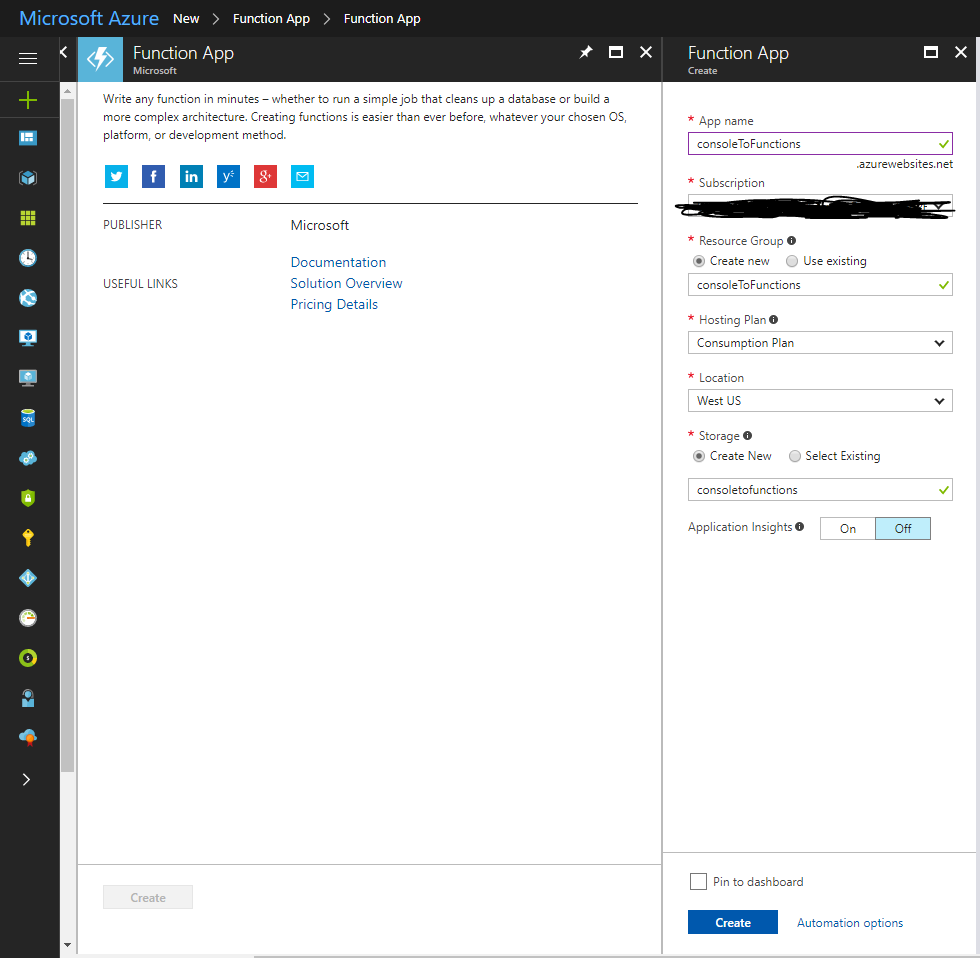 Microsoft Azure New > Function App > Function App
Function App
Microsoft
Write any function in minutes – whether to run a simple job that cleans up a database or build a
more complex architecture. Creating functions is easier than ever before, whatever your chosen OS,
platform, or development method.
PUBLISHER Microsoft
USEFUL LINKS
Documentation
Solution Overview
Pricing Details
Create
Function App
Create
* App name
consoleToFunctions
.azurewebsites.net
* Subscription
* Resource Group
Create new Use existing
consoleToFunctions
* Hosting Plan
Consumption Plan
* Location
West US
* Storage
Create New Select Existing
consoletofunctions
Application Insights On Off
Pin to dashboard
Create Automation options